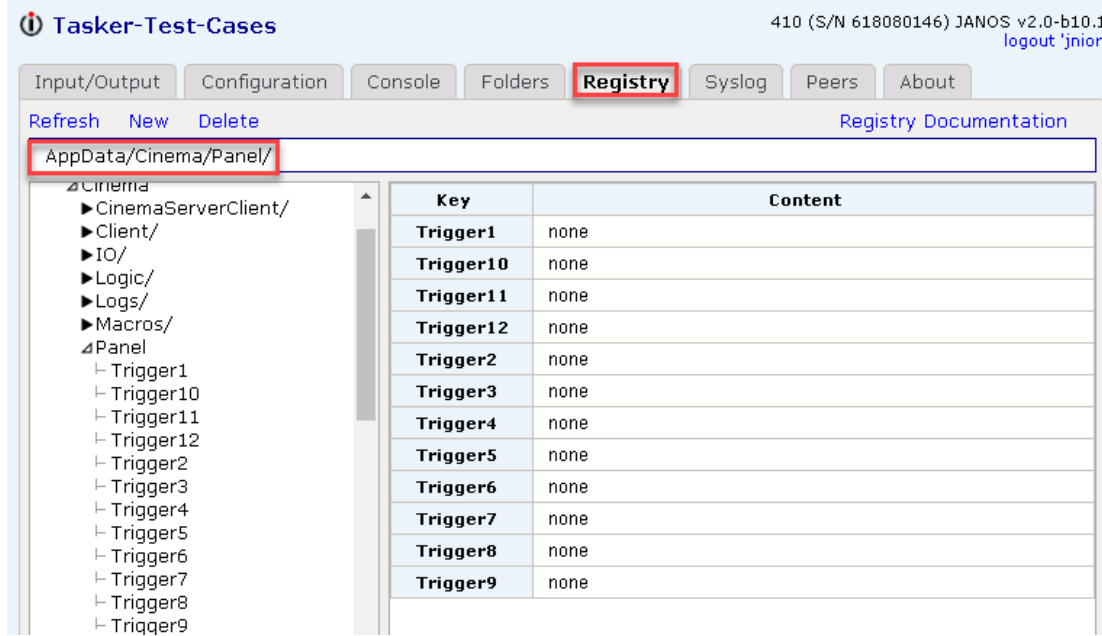 Tasker-Test-Cases
410 (S/N 618080146) JANOS v2.0-b10.1
logout 'jnior
Input/Output Configuration Console Folders Registry Syslog Peers About
Refresh New Delete Registry Documentation
AppData/Cinema/Panel/
Cinema
CinemaServerClient/
Client/
IO/
Logic/
Logs/
Macros/
Panel
Trigger1
Trigger10
Trigger11
Trigger12
Trigger2
Trigger3
Trigger4
Trigger5
Trigger6
Trigger7
Trigger8
Trigger9
Key Content
Trigger1 none
Trigger10 none
Trigger11 none
Trigger12 none
Trigger2 none
Trigger3 none
Trigger4 none
Trigger5 none
Trigger6 none
Trigger7 none
Trigger8 none
Trigger9 none